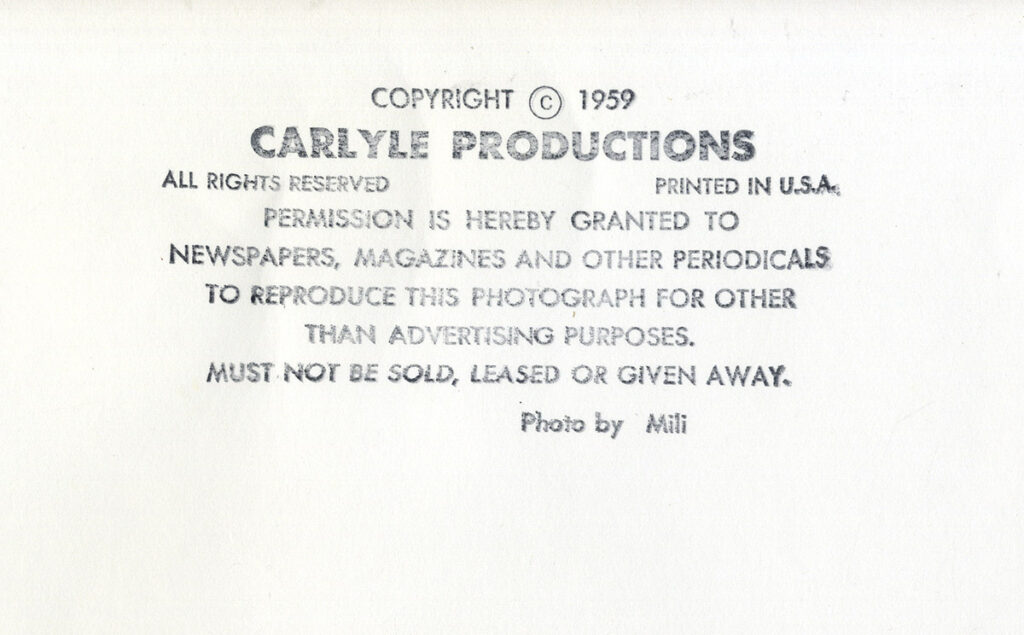 COPYRIGHT © 1959
CARLYLE PRODUCTIONS
ALL RIGHTS RESERVED PRINTED IN U.S.A.
PERMISSION IS HEREBY GRANTED TO
NEWSPAPERS, MAGAZINES AND OTHER PERIODICALS
TO REPRODUCE THIS PHOTOGRAPH FOR OTHER
THAN ADVERTISING PURPOSES.
MUST NOT BE SOLD, LEASED OR GIVEN AWAY.
Photo by Mili